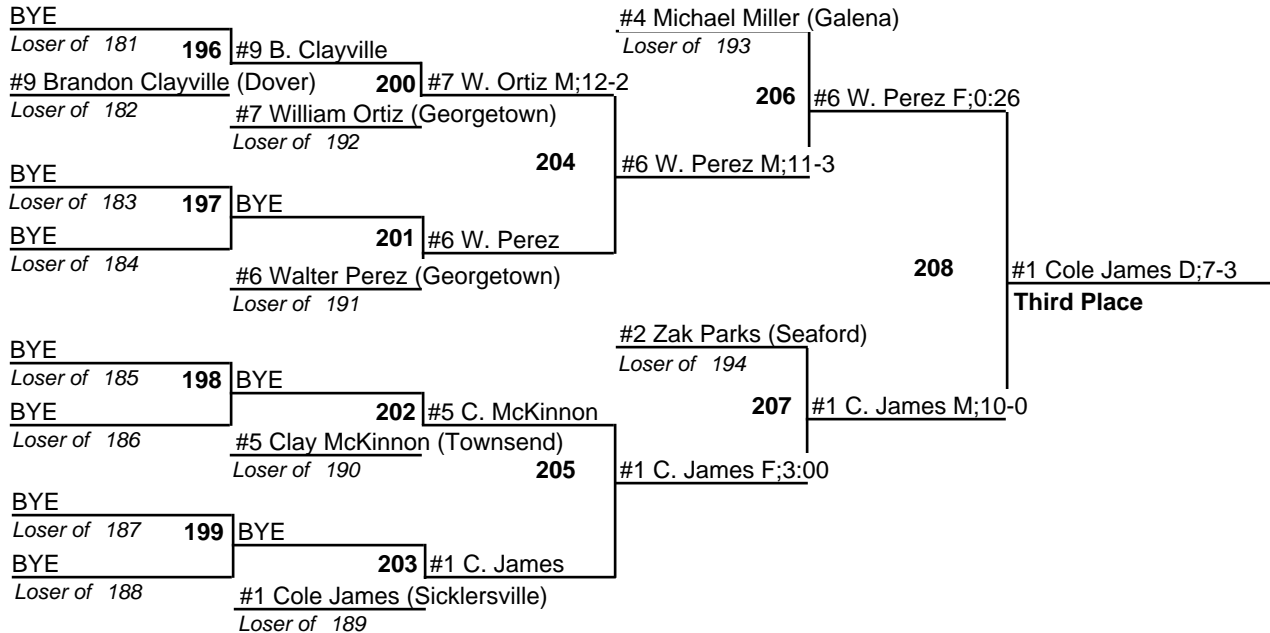 BYE
Loser of 181
196
#9 B. Clayville
#9 Brandon Clayville (Dover)
Loser of 182
200
#7 W. Ortiz M;12-2
#7 William Ortiz (Georgetown)
Loser of 192
BYE
Loser of 183
197
BYE
BYE
Loser of 184
201
#6 W. Perez
#6 Walter Perez (Georgetown)
Loser of 191
204
#6 W. Perez M;11-3
#4 Michael Miller (Galena)
Loser of 193
206
#6 W. Perez F;0:26
BYE
Loser of 185
198
BYE
BYE
Loser of 186
202
#5 C. McKinnon
#5 Clay McKinnon (Townsend)
Loser of 190
BYE
Loser of 187
199
BYE
BYE
Loser of 188
203
#1 C. James
#1 Cole James (Sicklersville)
Loser of 189
205
#1 C. James F;3:00
#2 Zak Parks (Seaford)
Loser of 194
207
#1 C. James M;10-0
208
#1 Cole James D;7-3
Third Place